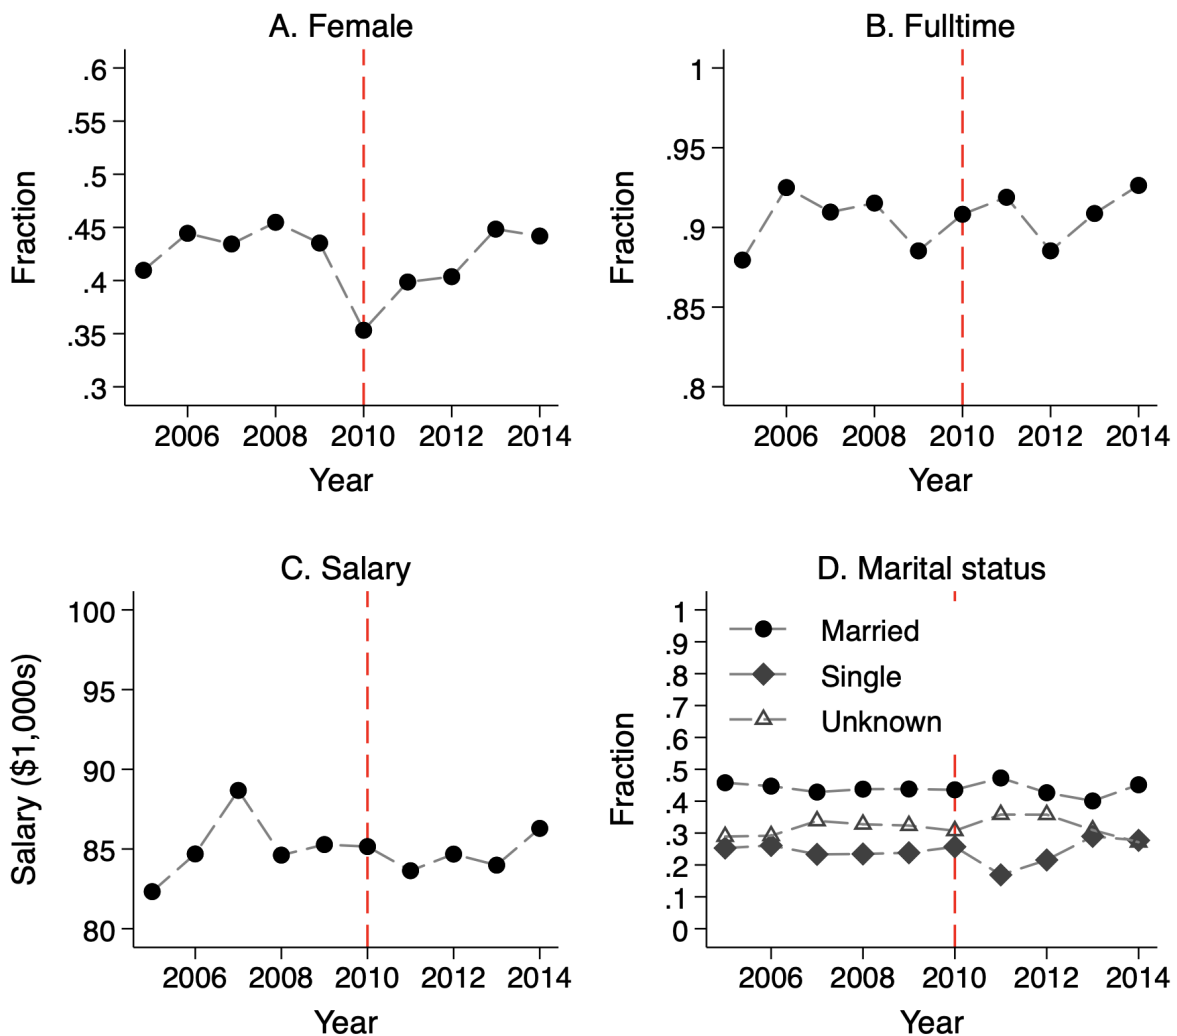 A. Female
Fraction
.6
.55
.5
.45
.4
.35
.3
2006 2008 2010 2012 2014
Year
B. Fulltime
Fraction
1
.95
.9
.85
.8
2006 2008 2010 2012 2014
Year
C. Salary
Salary ($1,000s)
100
95
90
85
80
2006 2008 2010 2012 2014
Year
D. Marital status
Fraction
1
.9
.8
.7
.6
.5
.4
.3
.2
.1
0
Married
Single
Unknown
2006 2008 2010 2012 2014
Year